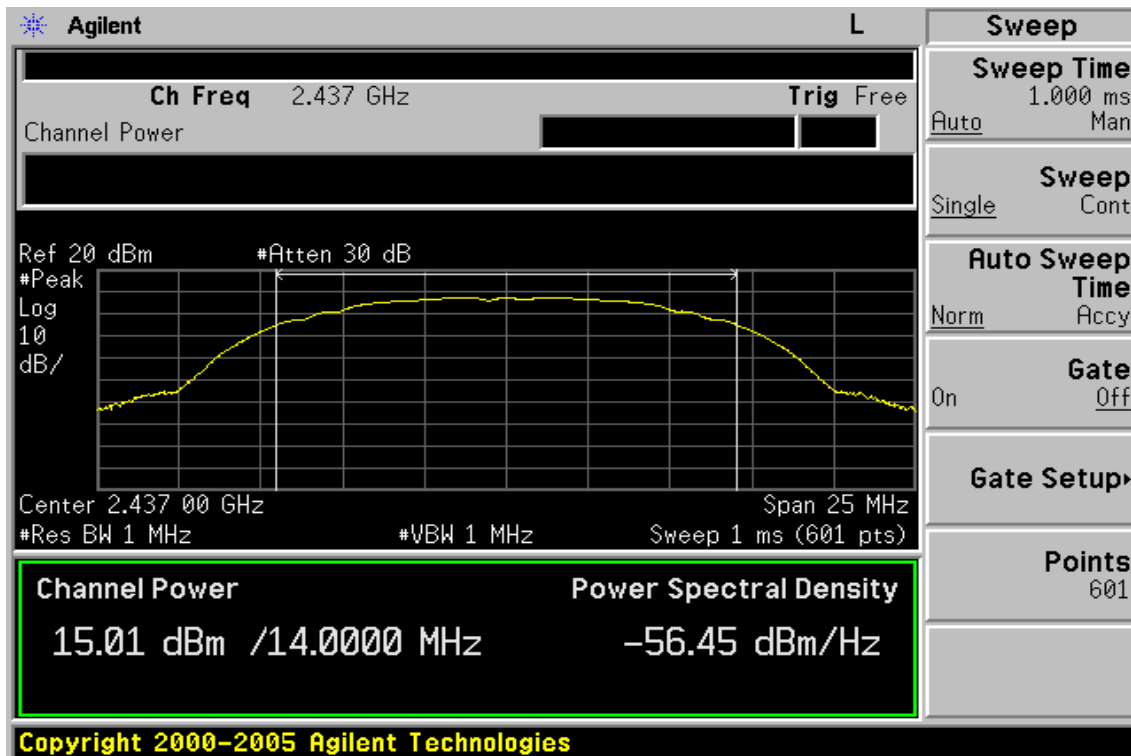 Agilent L Sweep
Ch Freq 2.437 GHz Trig Free
Channel Power
Ref 20 dBm #Atten 30 dB
#Peak
Log
10
dB/
Center 2.437 00 GHz Span 25 MHz
#Res BW 1 MHz #VBW 1 MHz Sweep 1 ms (601 pts)
Channel Power Power Spectral Density
15.01 dBm /14.0000 MHz -56.45 dBm/Hz
Sweep Time
1.000 ms
Auto Man
Sweep
Single Cont
Auto Sweep
Time
Norm Accy
Gate
On Off
Gate Setup
Points
601
Copyright 2000-2005 Agilent Technologies